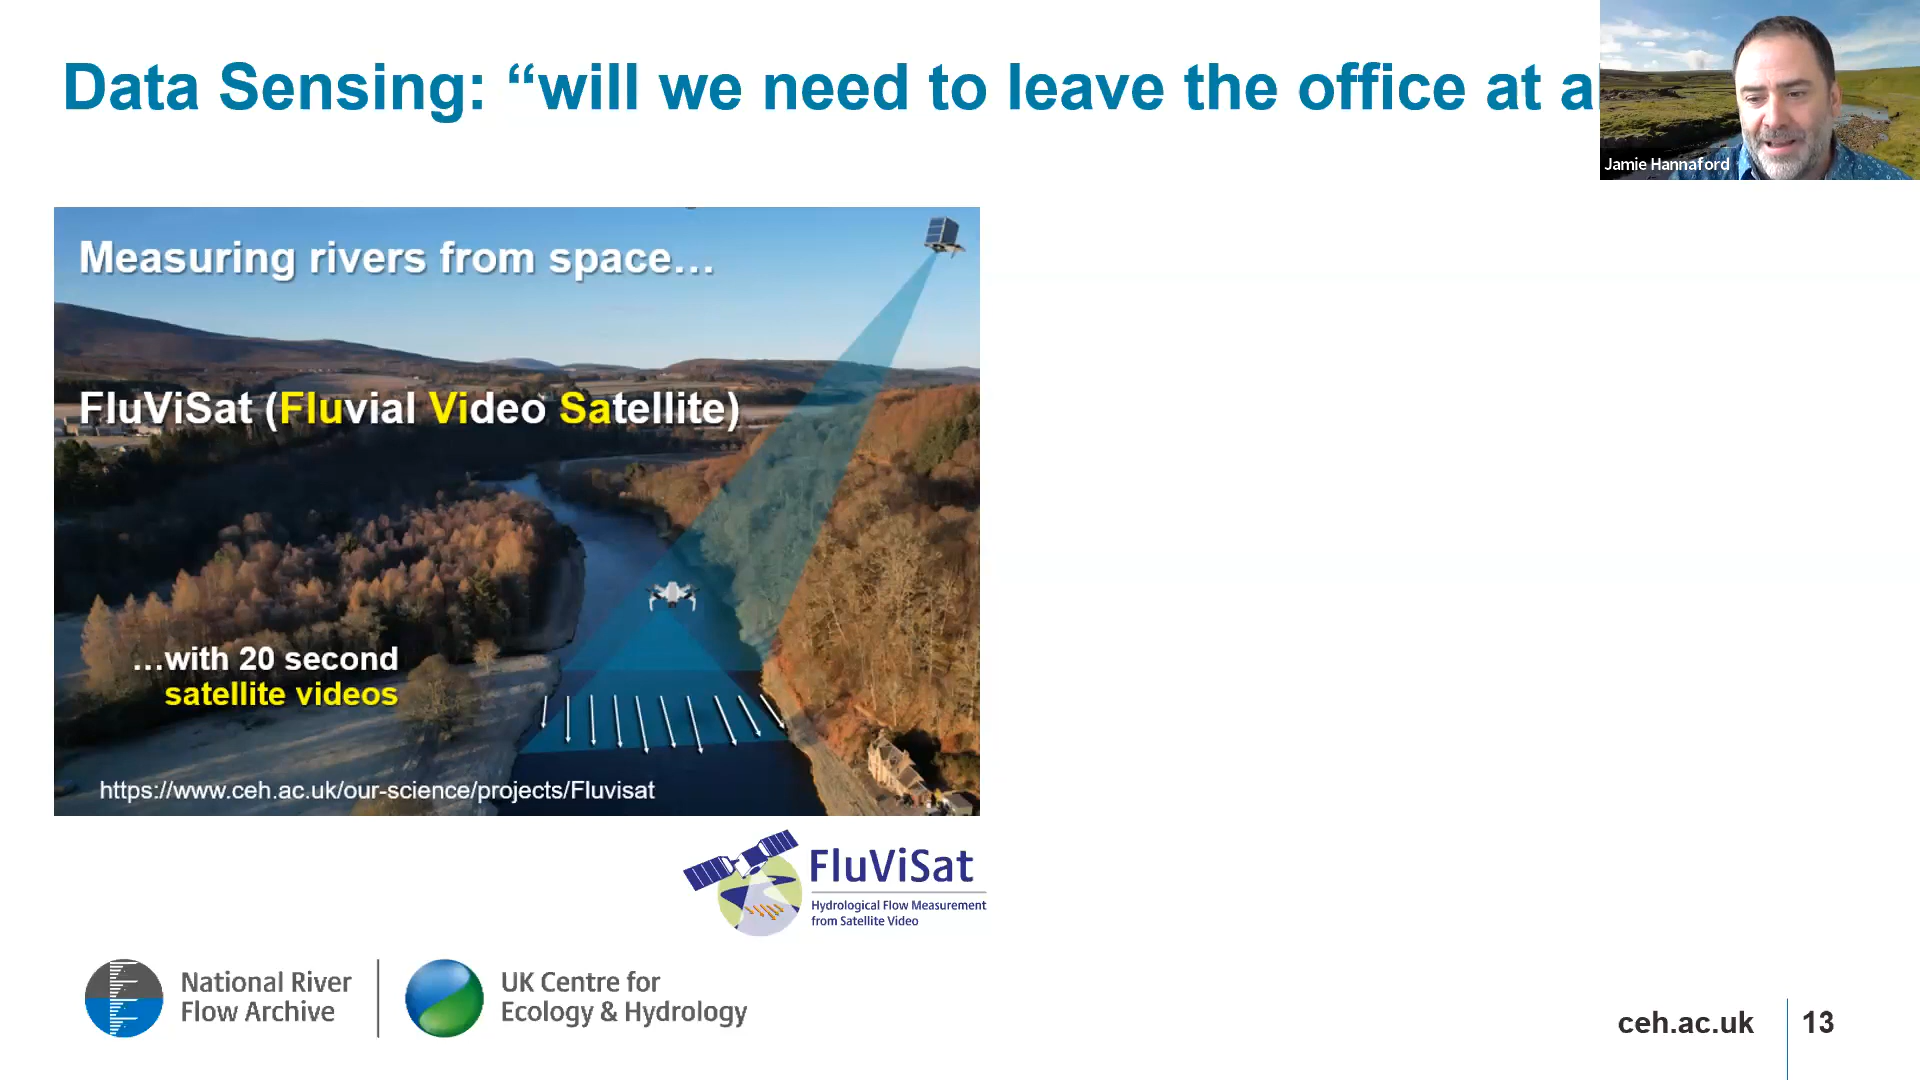 Data Sensing: “will we need to leave the office at
Jamie Hannaford
Measuring rivers from space…
FluViSat (Fluvial Video Satellite)
…with 20 second
satellite videos
https://www.ceh.ac.uk/our-science/projects/Fluvisat
FluViSat
Hydrological Flow Measurement
from Satellite Video
National River
Flow Archive
UK Centre for
Ecology & Hydrology
ceh.ac.uk
13